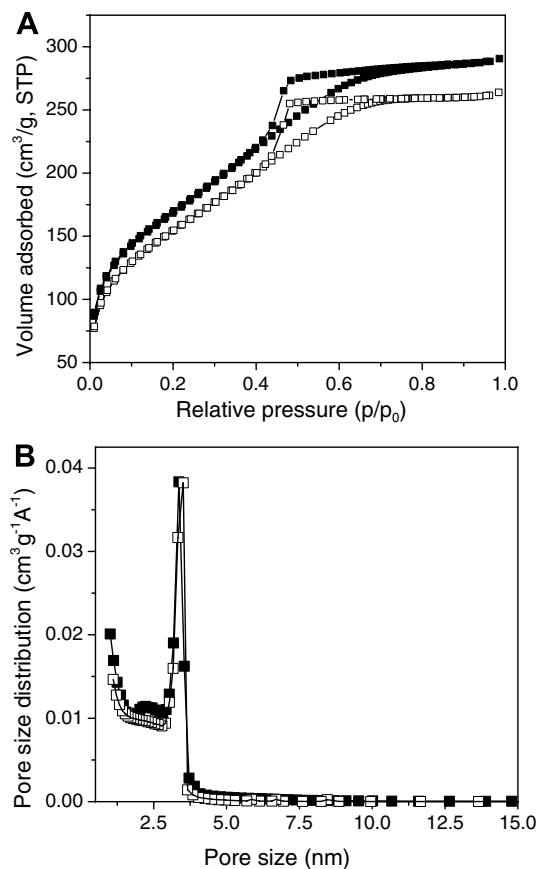 A
Volume adsorbed (cm³/g, STP)
300
250
200
150
100
50
0.0 0.2 0.4 0.6 0.8 1.0
Relative pressure (p/p₀)
B
Pore size distribution (cm³g⁻¹A⁻¹)
0.04
0.03
0.02
0.01
0.00
2.5 5.0 7.5 10.0 12.5 15.0
Pore size (nm)